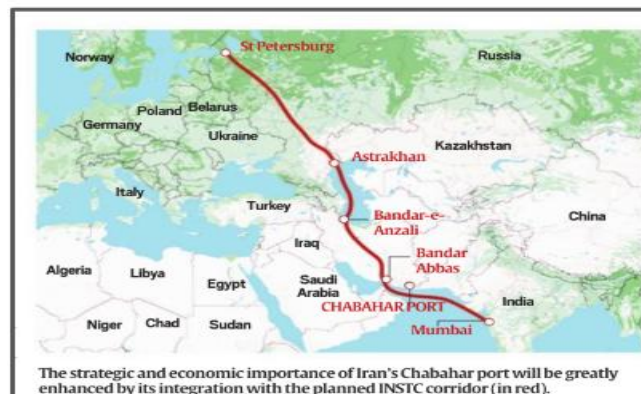 St Petersburg
Norway
Russia
Belarus
Poland
Germany
Ukraine
Kazakhstan
Astrakhan
Italy
Turkey
China
Bandar-e-
Anzali
Iraq
Bandar
Abbas
Algeria
Libya
Egypt
Saudi
Arabia
CHABAHAR PORT
India
Niger
Chad
Sudan
Mumbai
The strategic and economic importance of Iran's Chabahar port will be greatly
enhanced by its integration with the planned INSTC corridor (in red).